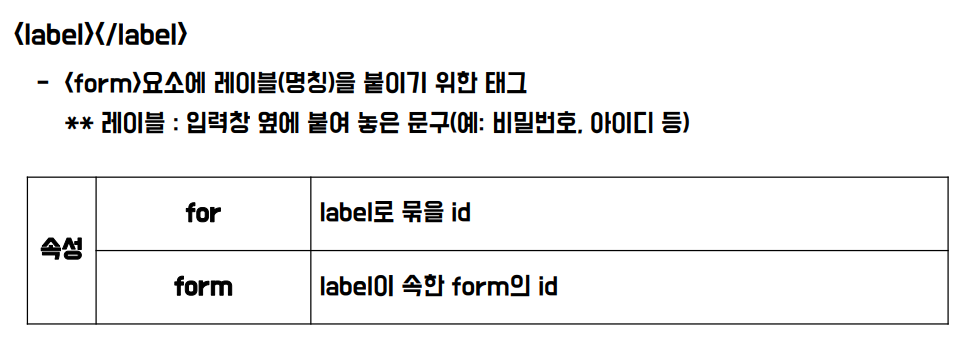 <label></label>
- <form>요소에 레이블(명칭)을 붙이기 위한 태그
** 레이블 : 입력창 옆에 붙여 놓은 문구(예: 비밀번호, 아이디 등)
속성
for
label로 묶을 id
form
label이 속한 form의 id